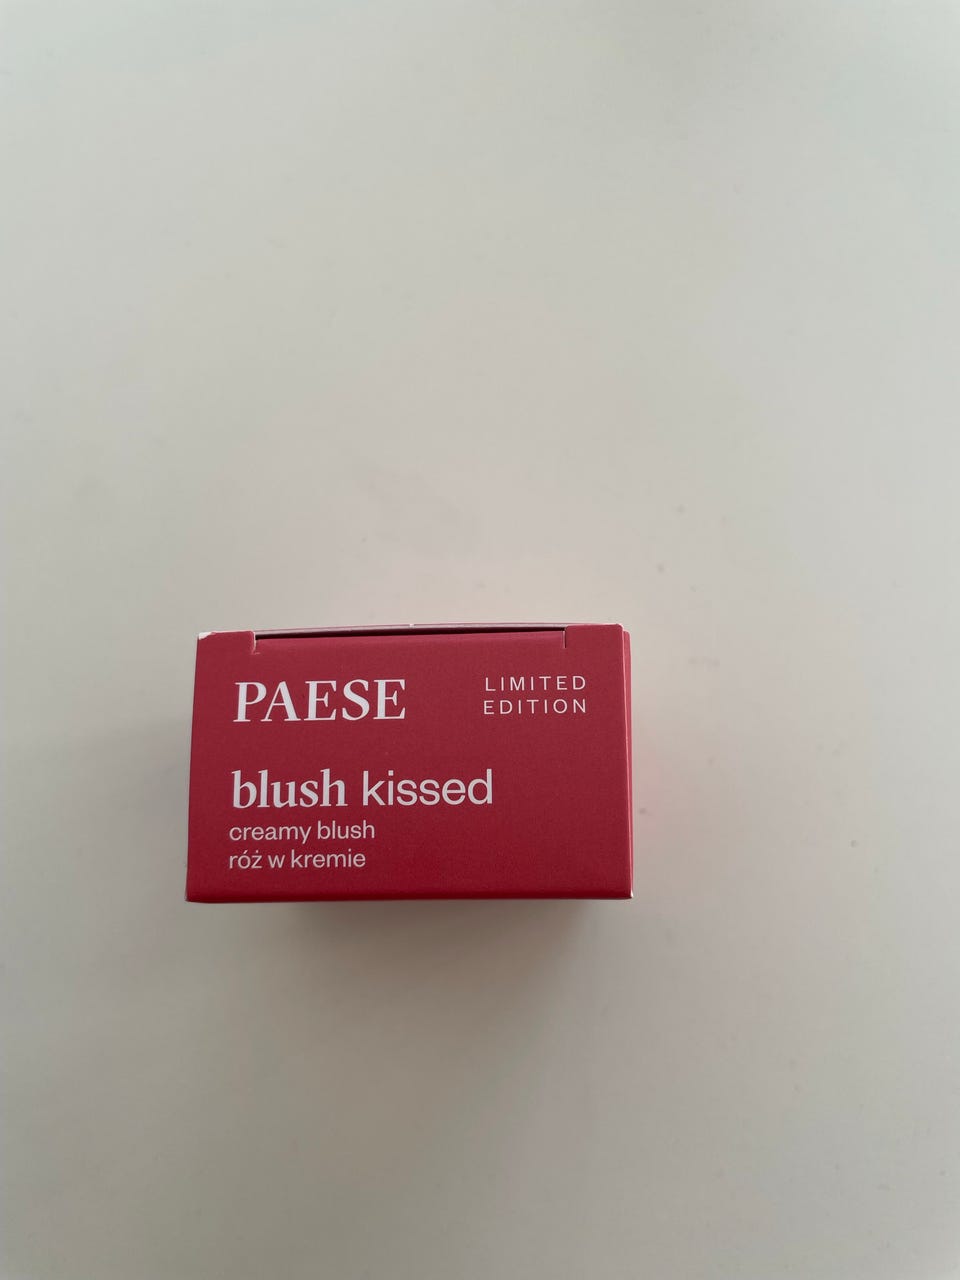 PAESE
LIMITED
EDITION
blush kissed
creamy blush
róż w kremie